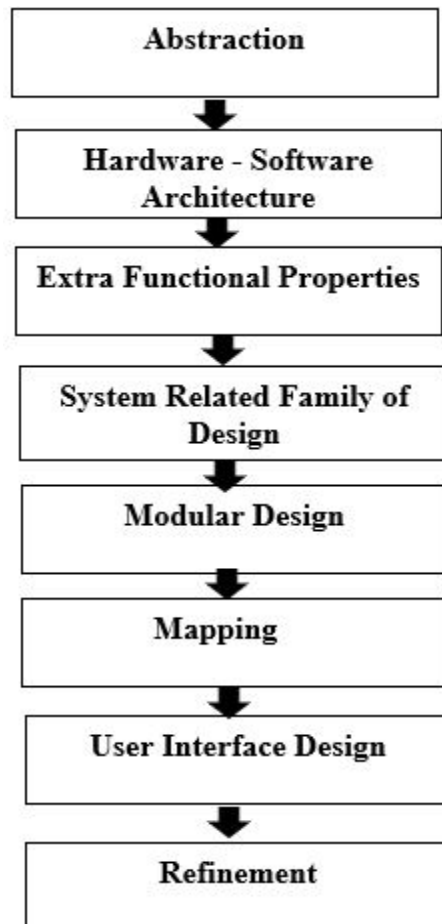 Abstraction
Hardware - Software
Architecture
Extra Functional Properties
System Related Family of
Design
Modular Design
Mapping
User Interface Design
Refinement